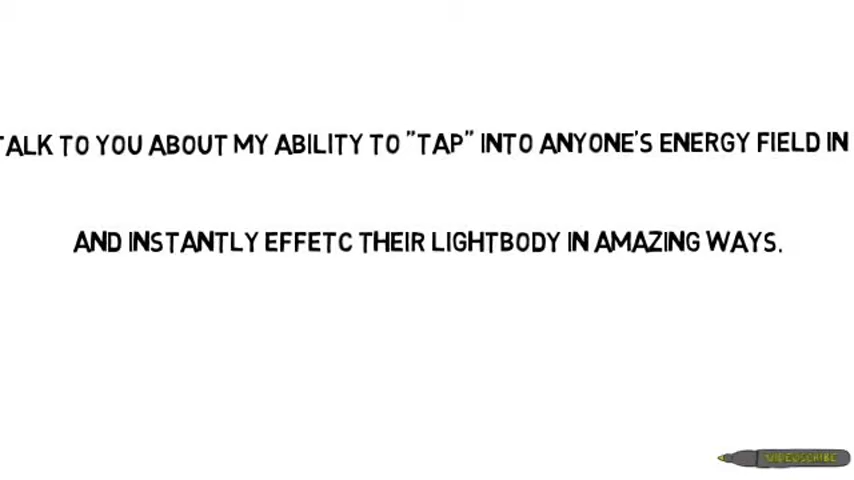 TALK TO YOU ABOUT MY ABILITY TO "TAP" INTO ANYONE'S ENERGY FIELD IN
AND INSTANTLY EFFETC THEIR LIGHTBODY IN AMAZING WAYS.
VIDEOSCRIBE